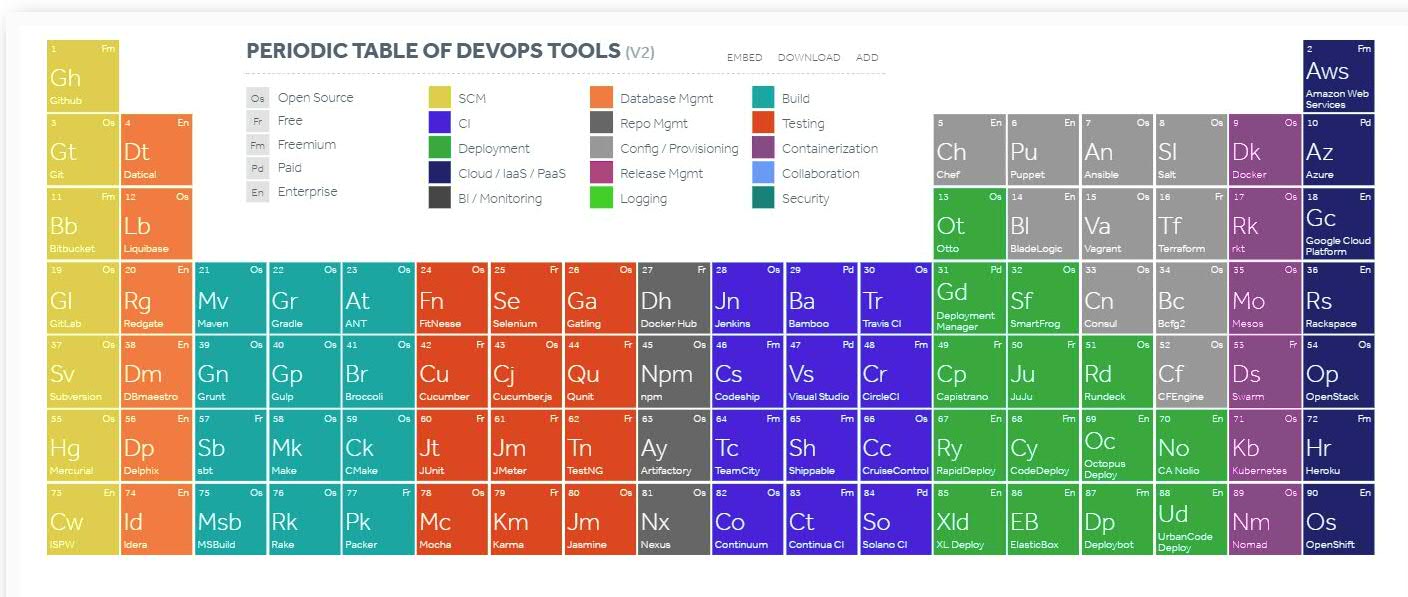 1 Fm
Gh
Github
PERIODIC TABLE OF DEVOPS TOOLS (V2)
EMBED DOWNLOAD ADD
2 Fm
Aws
Amazon Web
Services
Os Open Source
Fr Free
Fm Freemium
Pd Paid
En Enterprise
SCM
CI
Deployment
Cloud / IaaS / PaaS
BI / Monitoring
Database Mgmt
Repo Mgmt
Config / Provisioning
Release Mgmt
Logging
Build
Testing
Containerization
Collaboration
Security
3 Os 4 En
Gt Dt
Git Datical
5 En 6 En 7 Os 8 Os 9 Os 10 Pd
Ch Pu An Sl Dk Az
Chef Puppet Ansible Salt Docker Azure
11 Fm 12 Os
Bb Lb
Bitbucket Liquibase
13 Os 14 En 15 Os 16 Fr 17 Os 18 En
Ot Bl Va Tf Rk Gc
Otto BladeLogic Vagrant Terraform rkt Google Cloud
Platform
19 Os 20 En 21 Os 22 Os 23 Os 24 Os 25 Fr 26 Os 27 Fr 28 Os 29 Pd 30 Os 31 Pd 32 Os 33 Os 34 Os 35 Os 36 En
Gl Rg Mv Gr At Fn Se Ga Dh Jn Ba Tr Gd Sf Cn Bc Mo Rs
GitLab Redgate Maven Gradle ANT FitNesse Selenium Gatling Docker Hub Jenkins Bamboo Travis CI Deployment SmartFrog Consul Bcfg2 Mesos Rackspace
Manager
37 Os 38 En 39 Os 40 Os 41 Os 42 Fr 43 Os 44 Fr 45 Os 46 Fm 47 Pd 48 Fm 49 Fr 50 Fr 51 Os 52 Os 53 Fr 54 Os
Sv Dm Gn Gp Br Cu Cj Qu Npm Cs Vs Cr Cp Ju Rd Cf Ds Op
Subversion DBmaestro Grunt Gulp Broccoli Cucumber Cucumberjs Qunit npm Codeship Visual Studio CircleCI Capistrano JuJu Rundeck CFEngine Swarm OpenStack
55 Os 56 En 57 Fr 58 Os 59 Os 60 Fr 61 Fr 62 Fr 63 Os 64 Fm 65 Fm 66 Os 67 En 68 Fm 69 En 70 En 71 Os 72 Fm
Hg Dp Sb Mk Ck Jt Jm Tn Ay Tc Sh Cc Ry Cy Oc No Kb Hr
Mercurial Delphix sbt Make CMake JUnit JMeter TestNG Artifactory TeamCity Shippable CruiseControl RapidDeploy CodeDeploy Octopus CA Nolio Kubernetes Heroku
Deploy
73 En 74 En 75 Os 76 Os 77 Fr 78 Os 79 Fr 80 Os 81 Os 82 Os 83 Fm 84 Pd 85 En 86 En 87 Fm 88 En 89 Os 90 En
Cw Id Msb Rk Pk Mc Km Jm Nx Co Ct So Xld EB Dp Ud Nm Os
ISPW Idera MSBuild Rake Packer Mocha Karma Jasmine Nexus Continuum Continua CI Solano CI XL Deploy ElasticBox Deploybot UrbanCode Nomad OpenShift
Deploy